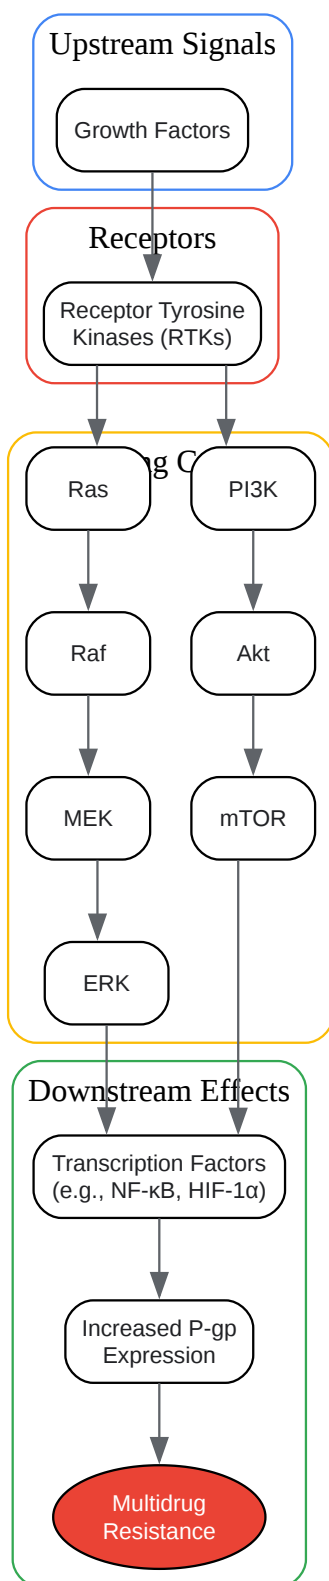 Upstream Signals
Growth Factors
Receptors
Receptor Tyrosine
Kinases (RTKs)
Ras
PI3K
Raf
Akt
MEK
mTOR
ERK
Downstream Effects
Transcription Factors
(e.g., NF-κB, HIF-1α)
Increased P-gp
Expression
Multidrug
Resistance